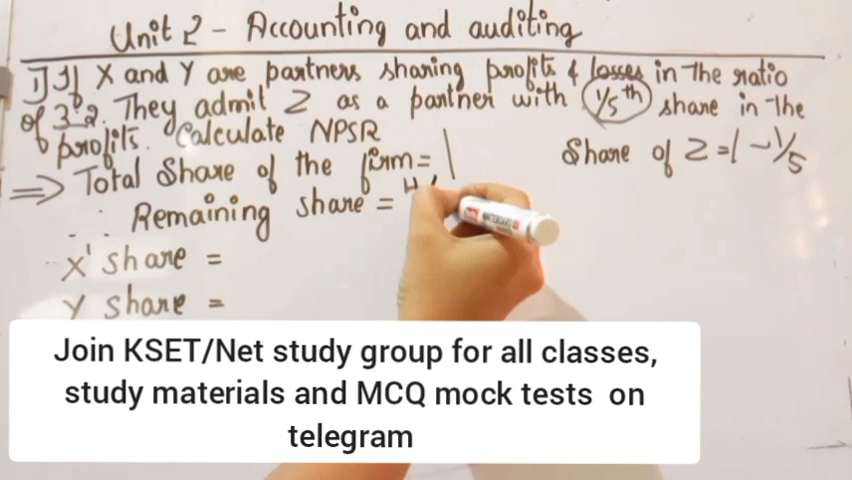 Unit 2 - Accounting and auditing
1) If X and Y are partners sharing profits & losses in the ratio
of 3:2. They admit Z as a partner with 1/5th share in the
profits. Calculate NPSR
⇒ Total Share of the firm = 1
Share of Z = 1 - 1/5
∴ Remaining share = 4/
X' share =
Y share =
Join KSET/Net study group for all classes,
study materials and MCQ mock tests on
telegram